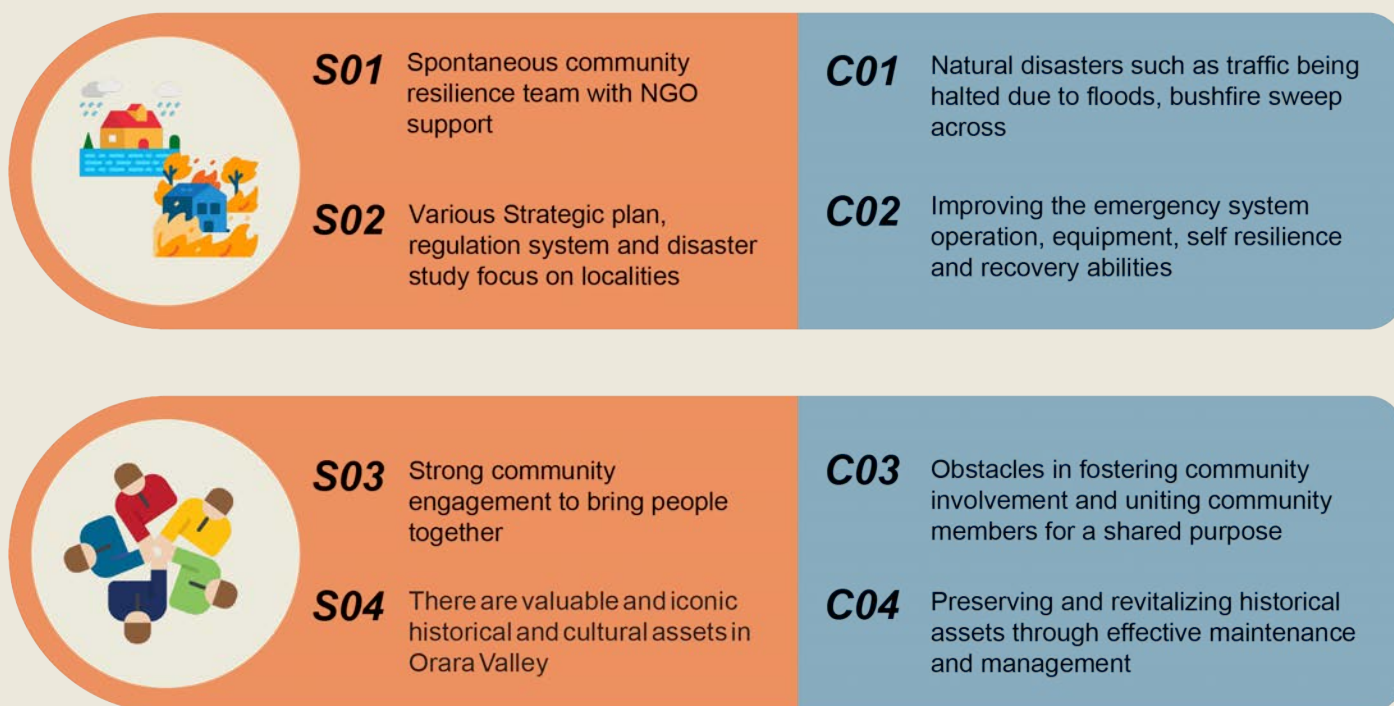 S01
Spontaneous community
resilience team with NGO
support
C01
Natural disasters such as traffic being
halted due to floods, bushfire sweep
across
S02
Various Strategic plan,
regulation system and disaster
study focus on localities
C02
Improving the emergency system
operation, equipment, self resilience
and recovery abilities
S03
Strong community
engagement to bring people
together
C03
Obstacles in fostering community
involvement and uniting community
members for a shared purpose
S04
There are valuable and iconic
historical and cultural assets in
Orara Valley
C04
Preserving and revitalizing historical
assets through effective maintenance
and management